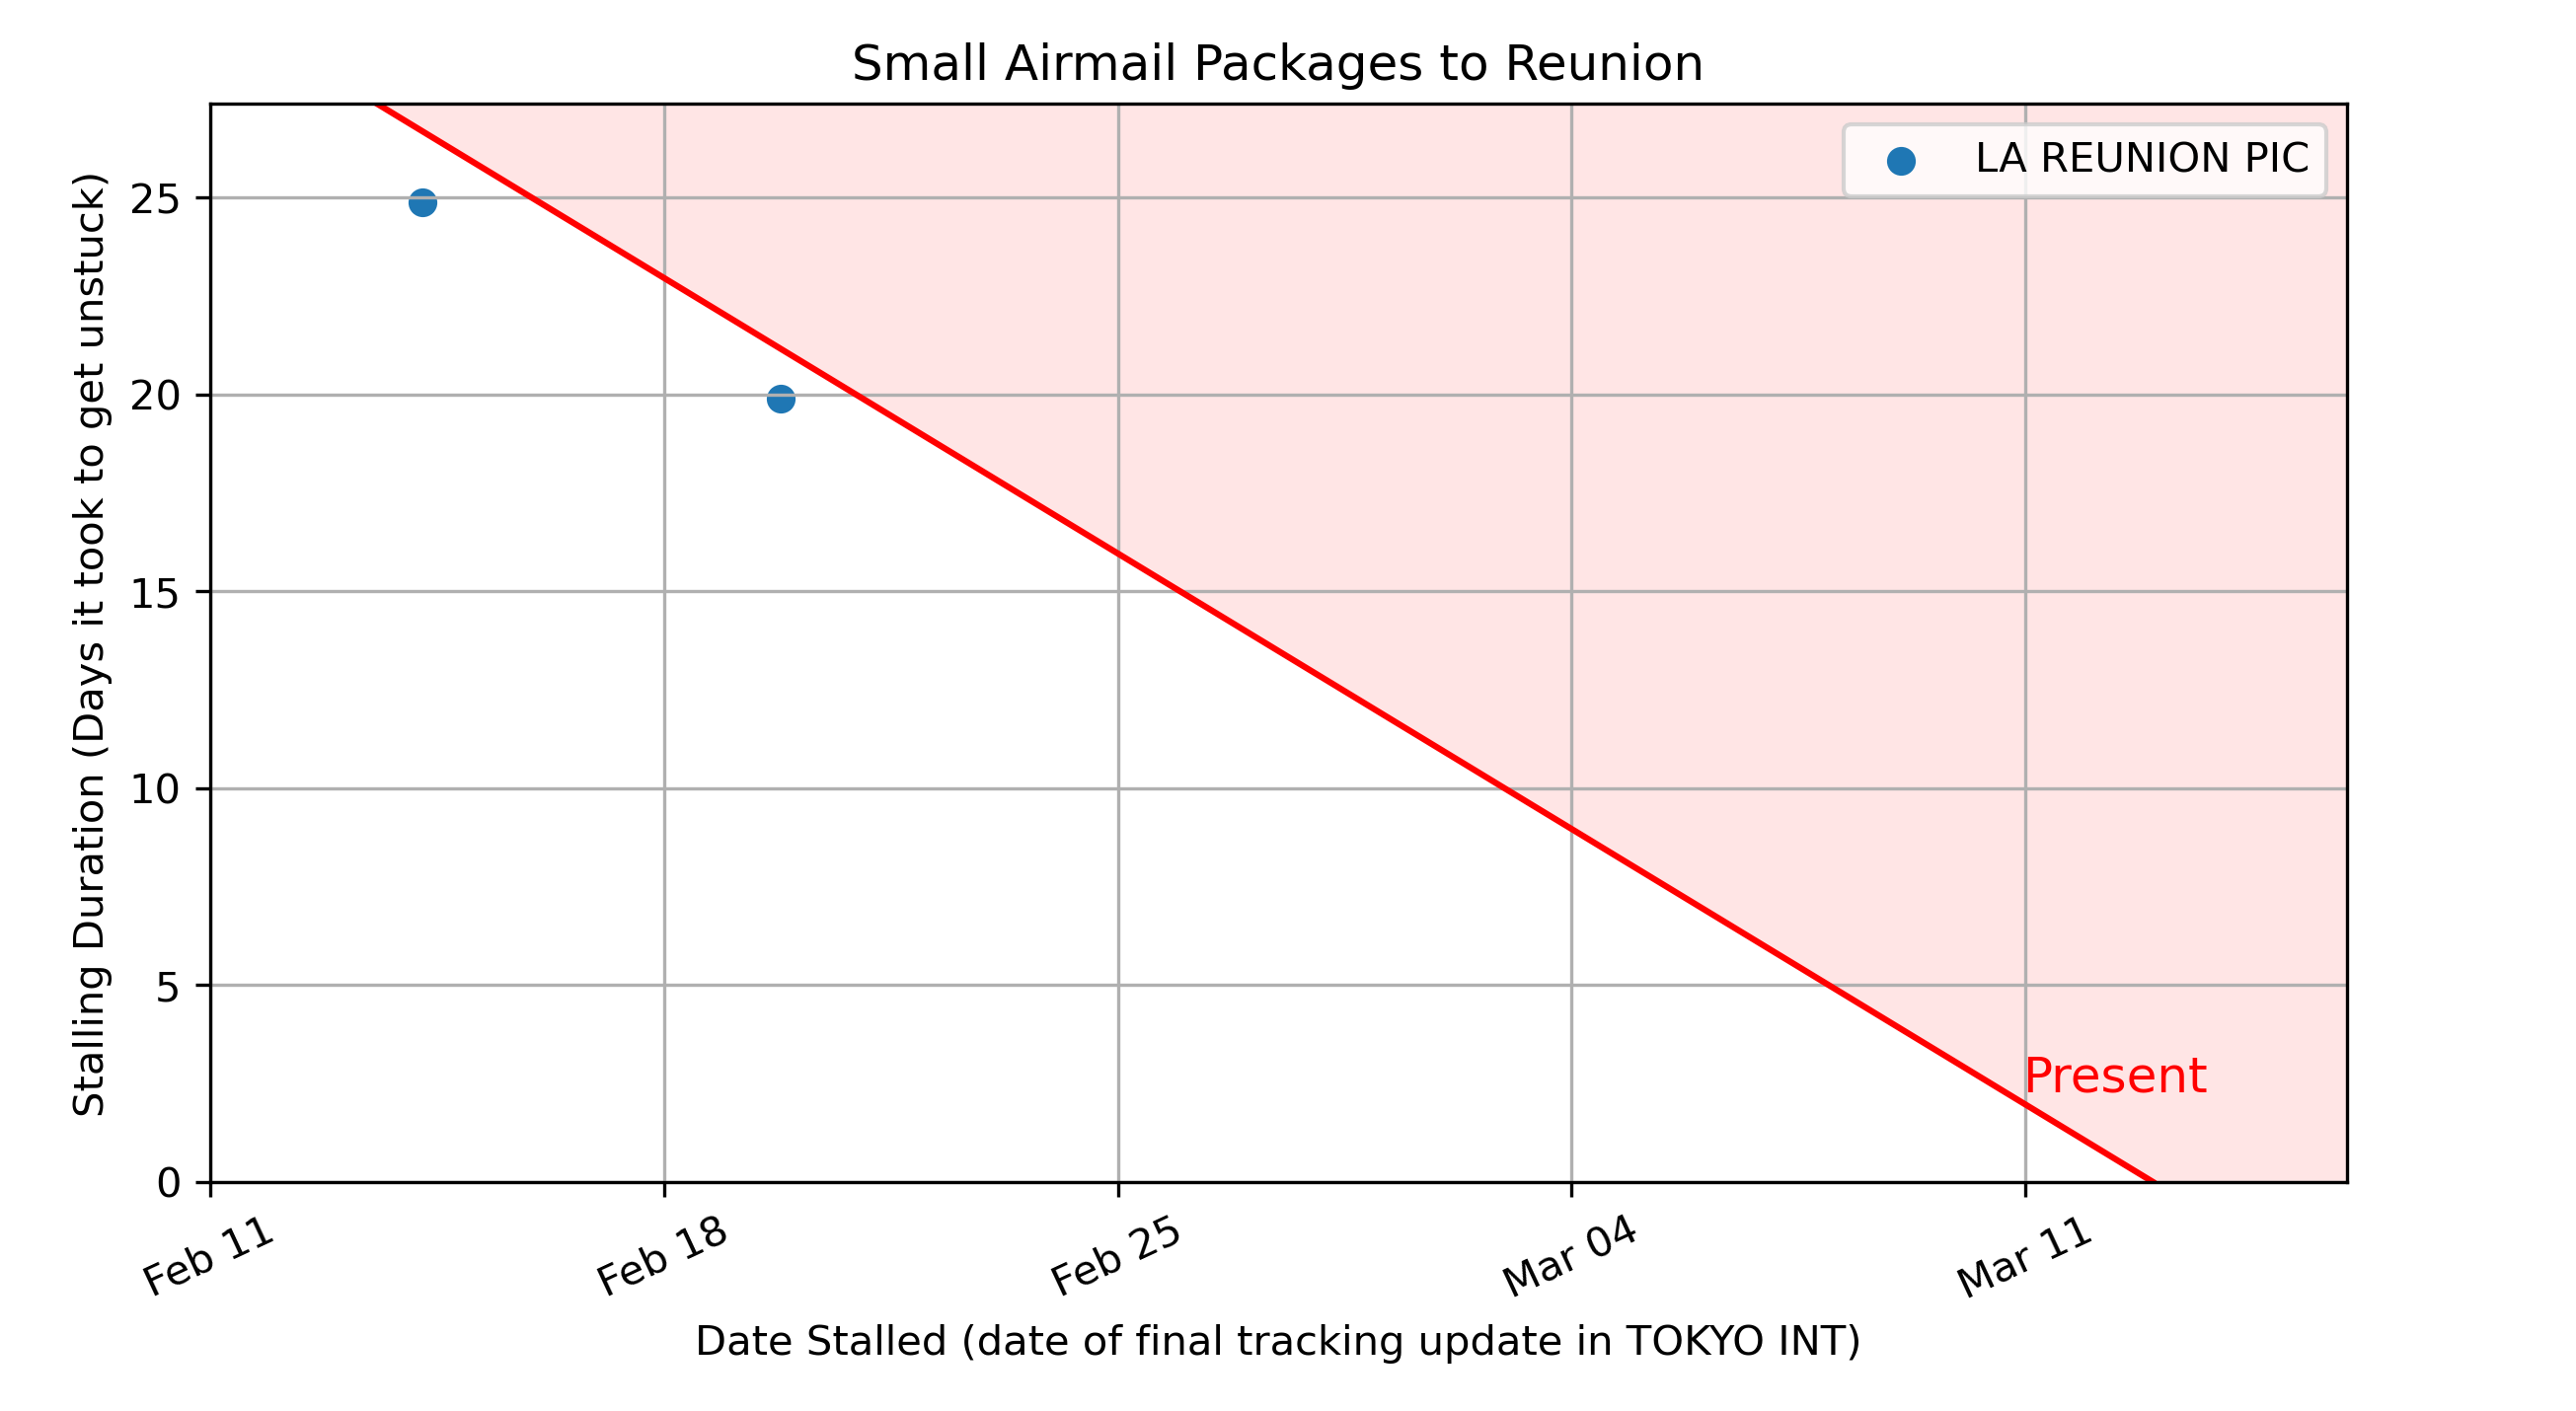 Small Airmail Packages to Reunion
LA REUNION PIC
Stalling Duration (Days it took to get unstuck)
25
20
15
10
5
0
Present
Feb 11
Feb 18
Feb 25
Mar 04
Mar 11
Date Stalled (date of final tracking update in TOKYO INT)